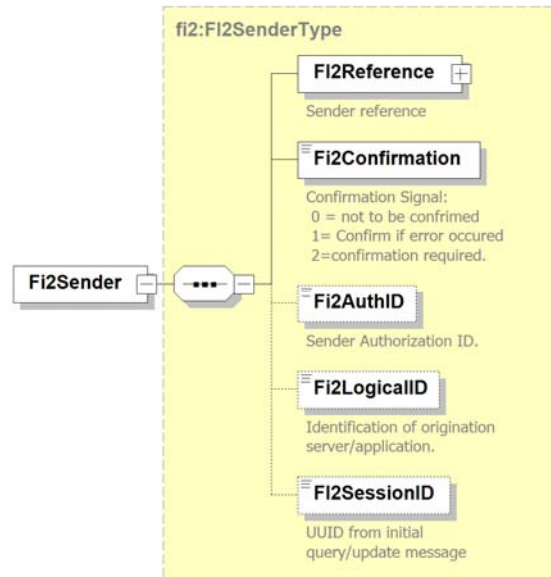 fi2:FI2SenderType
FI2Reference
Sender reference
Fi2Confirmation
Confirmation Signal:
0 = not to be confrimed
1= Confirm if error occured
2=confirmation required.
Fi2Sender
Fi2AuthID
Sender Authorization ID.
Fi2LogicalID
Identification of origination
server/application.
FI2SessionID
UUID from initial
query/update message